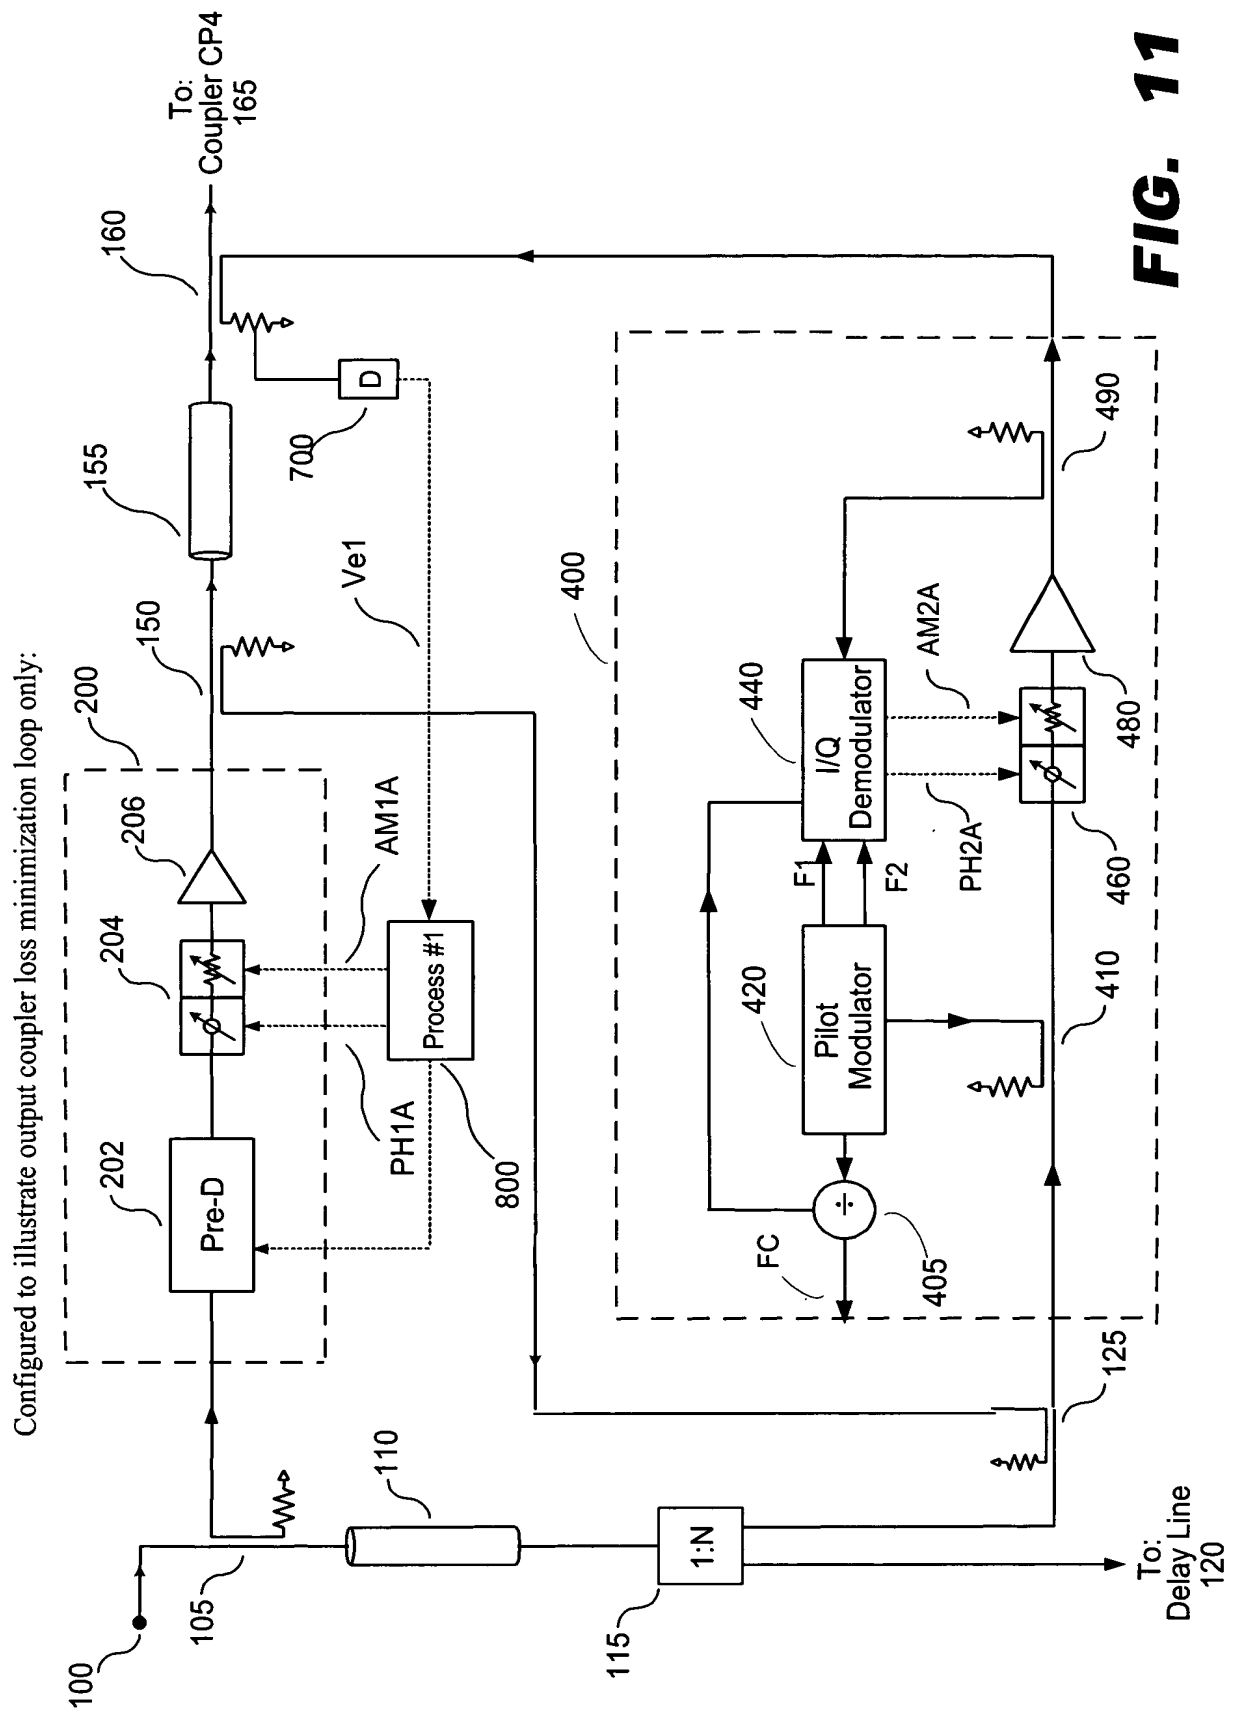 Configured to illustrate output coupler loss minimization loop only:
200
206
204
202
150
155
160
To:
Coupler CP4
165
Pre-D
AM1A
PH1A
Process #1
800
Ve1
700
D
100
105
110
115
1:N
To:
Delay Line
120
125
400
440
I/Q
Demodulator
F1
F2
420
Pilot
Modulator
÷
FC
405
AM2A
PH2A
410
460
480
490
FIG. 11